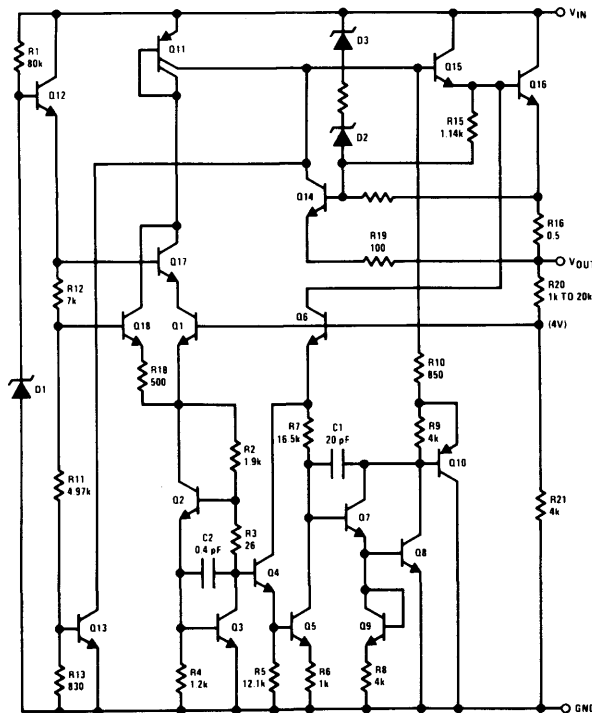 VIN
R1
80k
Q12
Q11
D3
D2
Q15
Q16
R15
1.14k
Q14
R16
0.5
R19
100
VOUT
R20
1k TO 20k
(4V)
R12
7k
Q17
Q18
Q1
Q6
R18
500
D1
R10
850
R7
16.5k
C1
20 pF
R9
4k
Q10
R2
1.9k
R11
4.97k
Q2
R3
26
C2
0.4 pF
Q4
Q7
Q8
R21
4k
Q13
Q3
Q5
Q9
R13
830
R4
1.2k
R5
12.1k
R6
1k
R8
4k
GND